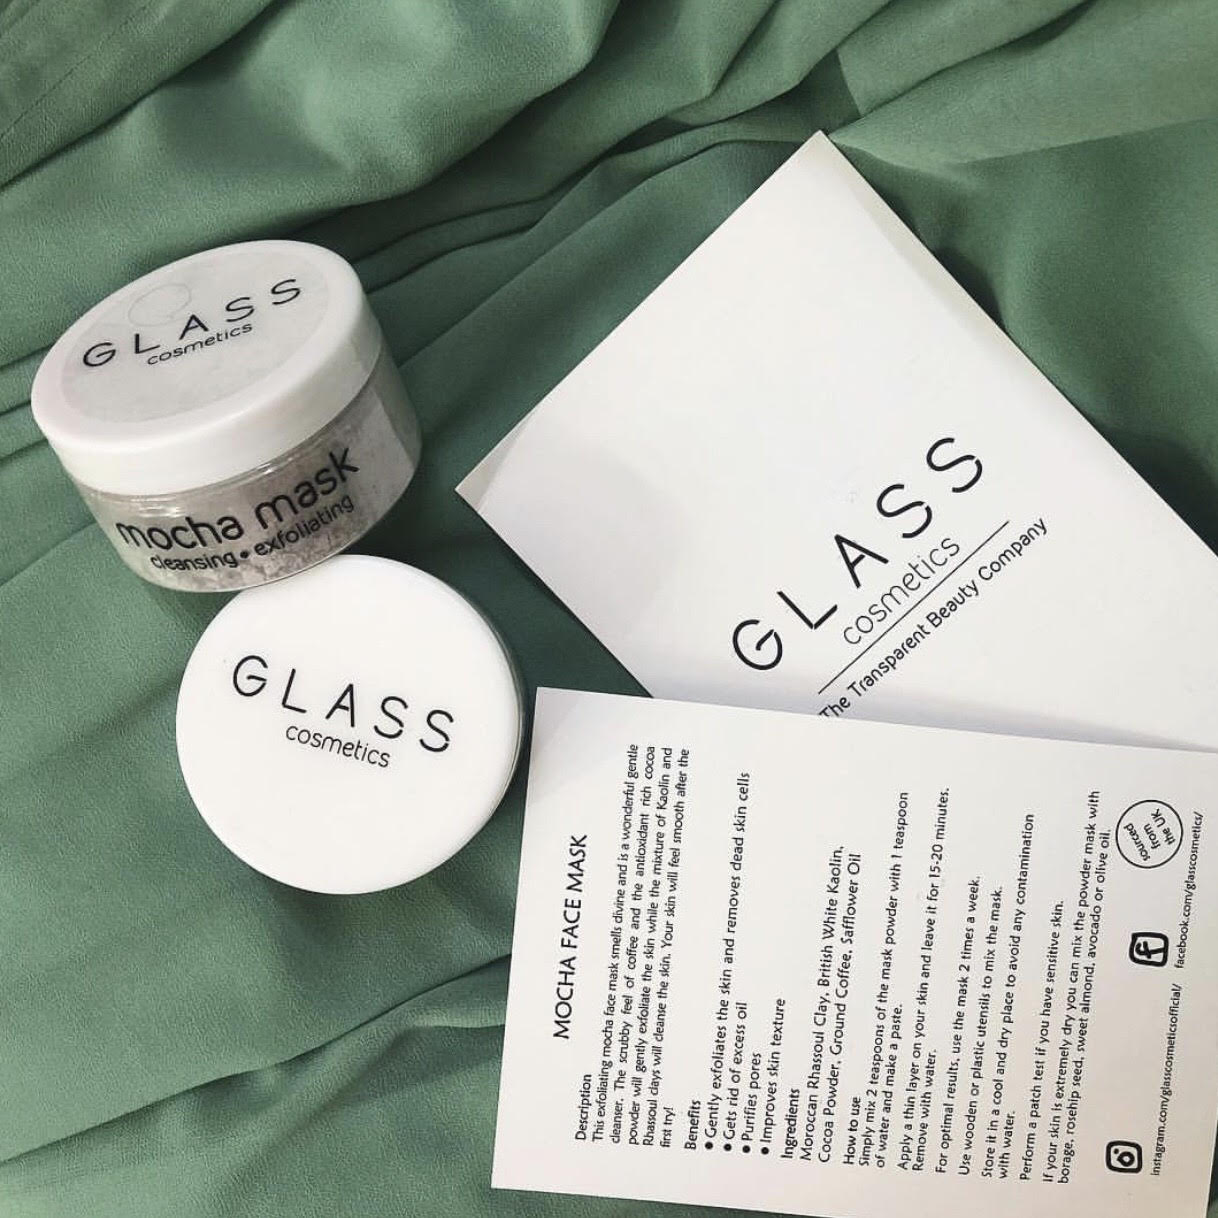 GLASS
cosmetics
mocha mask
cleansing • exfoliating
GLASS
cosmetics
GLASS
cosmetics
The Transparent Beauty Company
MOCHA FACE MASK
Description
This exfoliating mocha face mask smells divine and is a wonderful gentle
cleanser. The scrubby feel of coffee and the antioxidant rich cocoa
powder will gently exfoliate the skin while the mixture of Kaolin and
Rhassoul days will cleanse the skin. Your skin will feel smooth after the
first try!
Benefits
• Gently exfoliates the skin and removes dead skin cells
• Gets rid of excess oil
• Purifies pores
• Improves skin texture
Ingredients
Moroccan Rhassoul Clay, British White Kaolin,
Cocoa Powder, Ground Coffee, Safflower Oil
How to use
Simply mix 2 teaspoons of the mask powder with 1 teaspoon
of water and make a paste.
Apply a thin layer on your skin and leave it for 15-20 minutes.
Remove with water.
For optimal results, use the mask 2 times a week.
Use wooden or plastic utensils to mix the mask.
Store it in a cool and dry place to avoid any contamination
with water.
Perform a patch test if you have sensitive skin.
If your skin is extremely dry you can mix the powder mask with
borage, rosehip seed, sweet almond, avocado or olive oil.
instagram.com/glasscosmeticsofficial/
facebook.com/glasscosmetics/
sourced
from
the UK